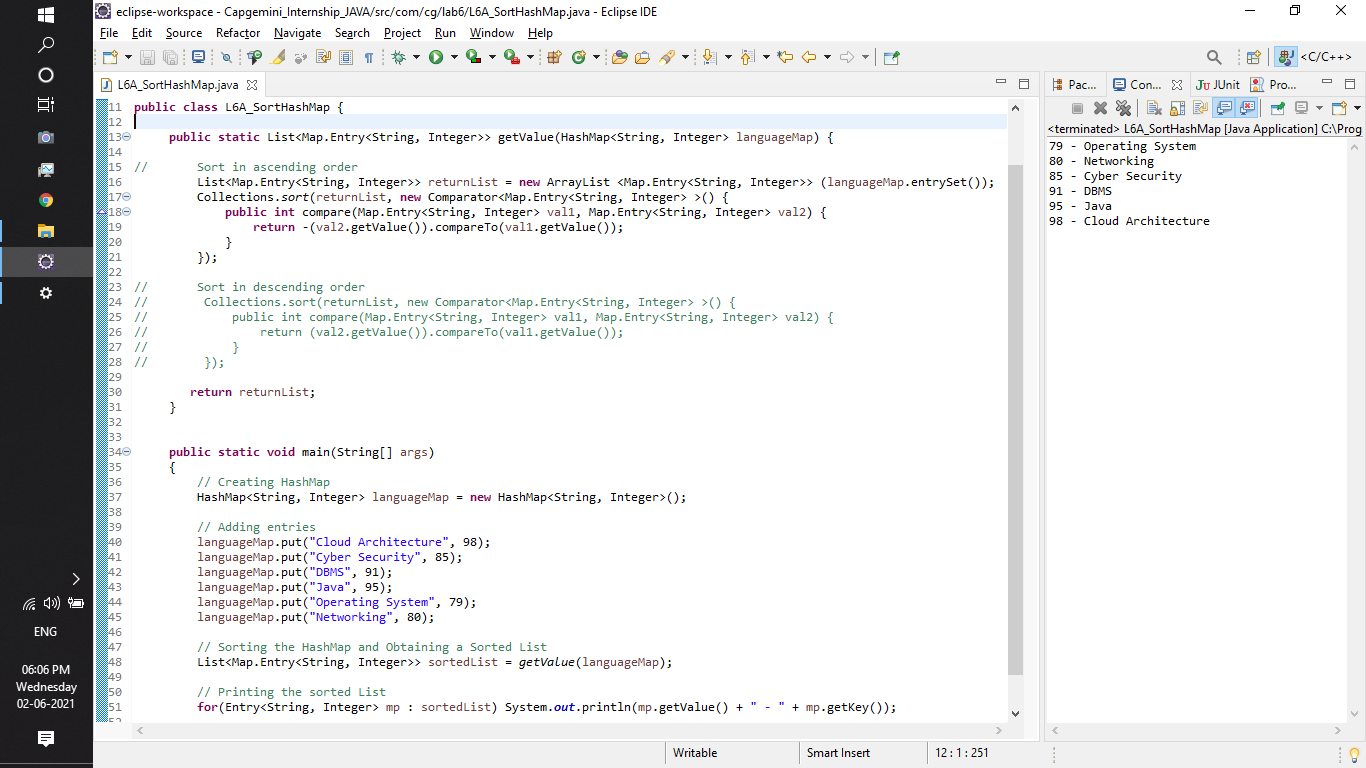 eclipse-workspace - Capgemini_Internship_JAVA/src/com/cg/lab6/L6A_SortHashMap.java - Eclipse IDE
File Edit Source Refactor Navigate Search Project Run Window Help
<C/C++>
L6A_SortHashMap.java
11 public class L6A_SortHashMap {
12
13     public static List<Map.Entry<String, Integer>> getValue(HashMap<String, Integer> languageMap) {
14
15 //       Sort in ascending order
16         List<Map.Entry<String, Integer>> returnList = new ArrayList <Map.Entry<String, Integer>> (languageMap.entrySet());
17         Collections.sort(returnList, new Comparator<Map.Entry<String, Integer> >() {
18             public int compare(Map.Entry<String, Integer> val1, Map.Entry<String, Integer> val2) {
19                 return -(val2.getValue()).compareTo(val1.getValue());
20             }
21         });
22
23 //       Sort in descending order
24 //        Collections.sort(returnList, new Comparator<Map.Entry<String, Integer> >() {
25 //            public int compare(Map.Entry<String, Integer> val1, Map.Entry<String, Integer> val2) {
26 //                return (val2.getValue()).compareTo(val1.getValue());
27 //            }
28 //        });
29
30        return returnList;
31     }
32
33
34     public static void main(String[] args)
35     {
36         // Creating HashMap
37         HashMap<String, Integer> languageMap = new HashMap<String, Integer>();
38
39         // Adding entries
40         languageMap.put("Cloud Architecture", 98);
41         languageMap.put("Cyber Security", 85);
42         languageMap.put("DBMS", 91);
43         languageMap.put("Java", 95);
44         languageMap.put("Operating System", 79);
45         languageMap.put("Networking", 80);
46
47         // Sorting the HashMap and Obtaining a Sorted List
48         List<Map.Entry<String, Integer>> sortedList = getValue(languageMap);
49
50         // Printing the sorted List
51         for(Entry<String, Integer> mp : sortedList) System.out.println(mp.getValue() + " - " + mp.getKey());
52
Pac... Con... JUnit Pro...
<terminated> L6A_SortHashMap [Java Application] C:\Prog
79 - Operating System
80 - Networking
85 - Cyber Security
91 - DBMS
95 - Java
98 - Cloud Architecture
Writable Smart Insert 12 : 1 : 251
ENG
06:06 PM
Wednesday
02-06-2021